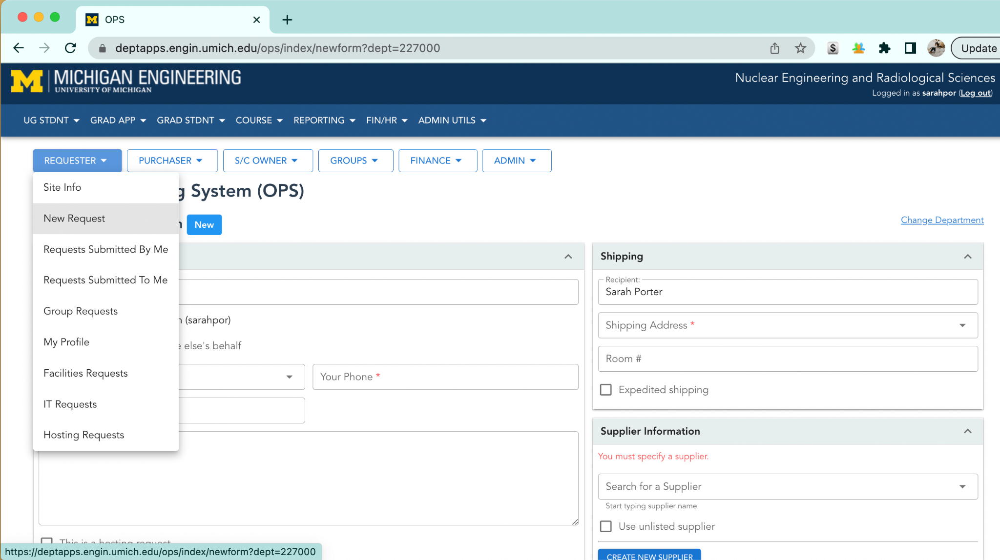 OPS
deptapps.engin.umich.edu/ops/index/newform?dept=227000
Update
M MICHIGAN ENGINEERING
UNIVERSITY OF MICHIGAN
Nuclear Engineering and Radiological Sciences
Logged in as sarahpor (Log out)
UG STDNT GRAD APP GRAD STDNT COURSE REPORTING FIN/HR ADMIN UTILS
REQUESTER PURCHASER S/C OWNER GROUPS FINANCE ADMIN
Site Info
g System (OPS)
New Request
New
Change Department
Requests Submitted By Me
Requests Submitted To Me
Group Requests
My Profile
Facilities Requests
IT Requests
Hosting Requests
(sarahpor)
else's behalf
Your Phone *
This is a hosting request
Shipping
Recipient:
Sarah Porter
Shipping Address *
Room #
Expedited shipping
Supplier Information
You must specify a supplier.
Search for a Supplier
Start typing supplier name
Use unlisted supplier
CREATE NEW SUPPLIER
https://deptapps.engin.umich.edu/ops/index/newform?dept=227000